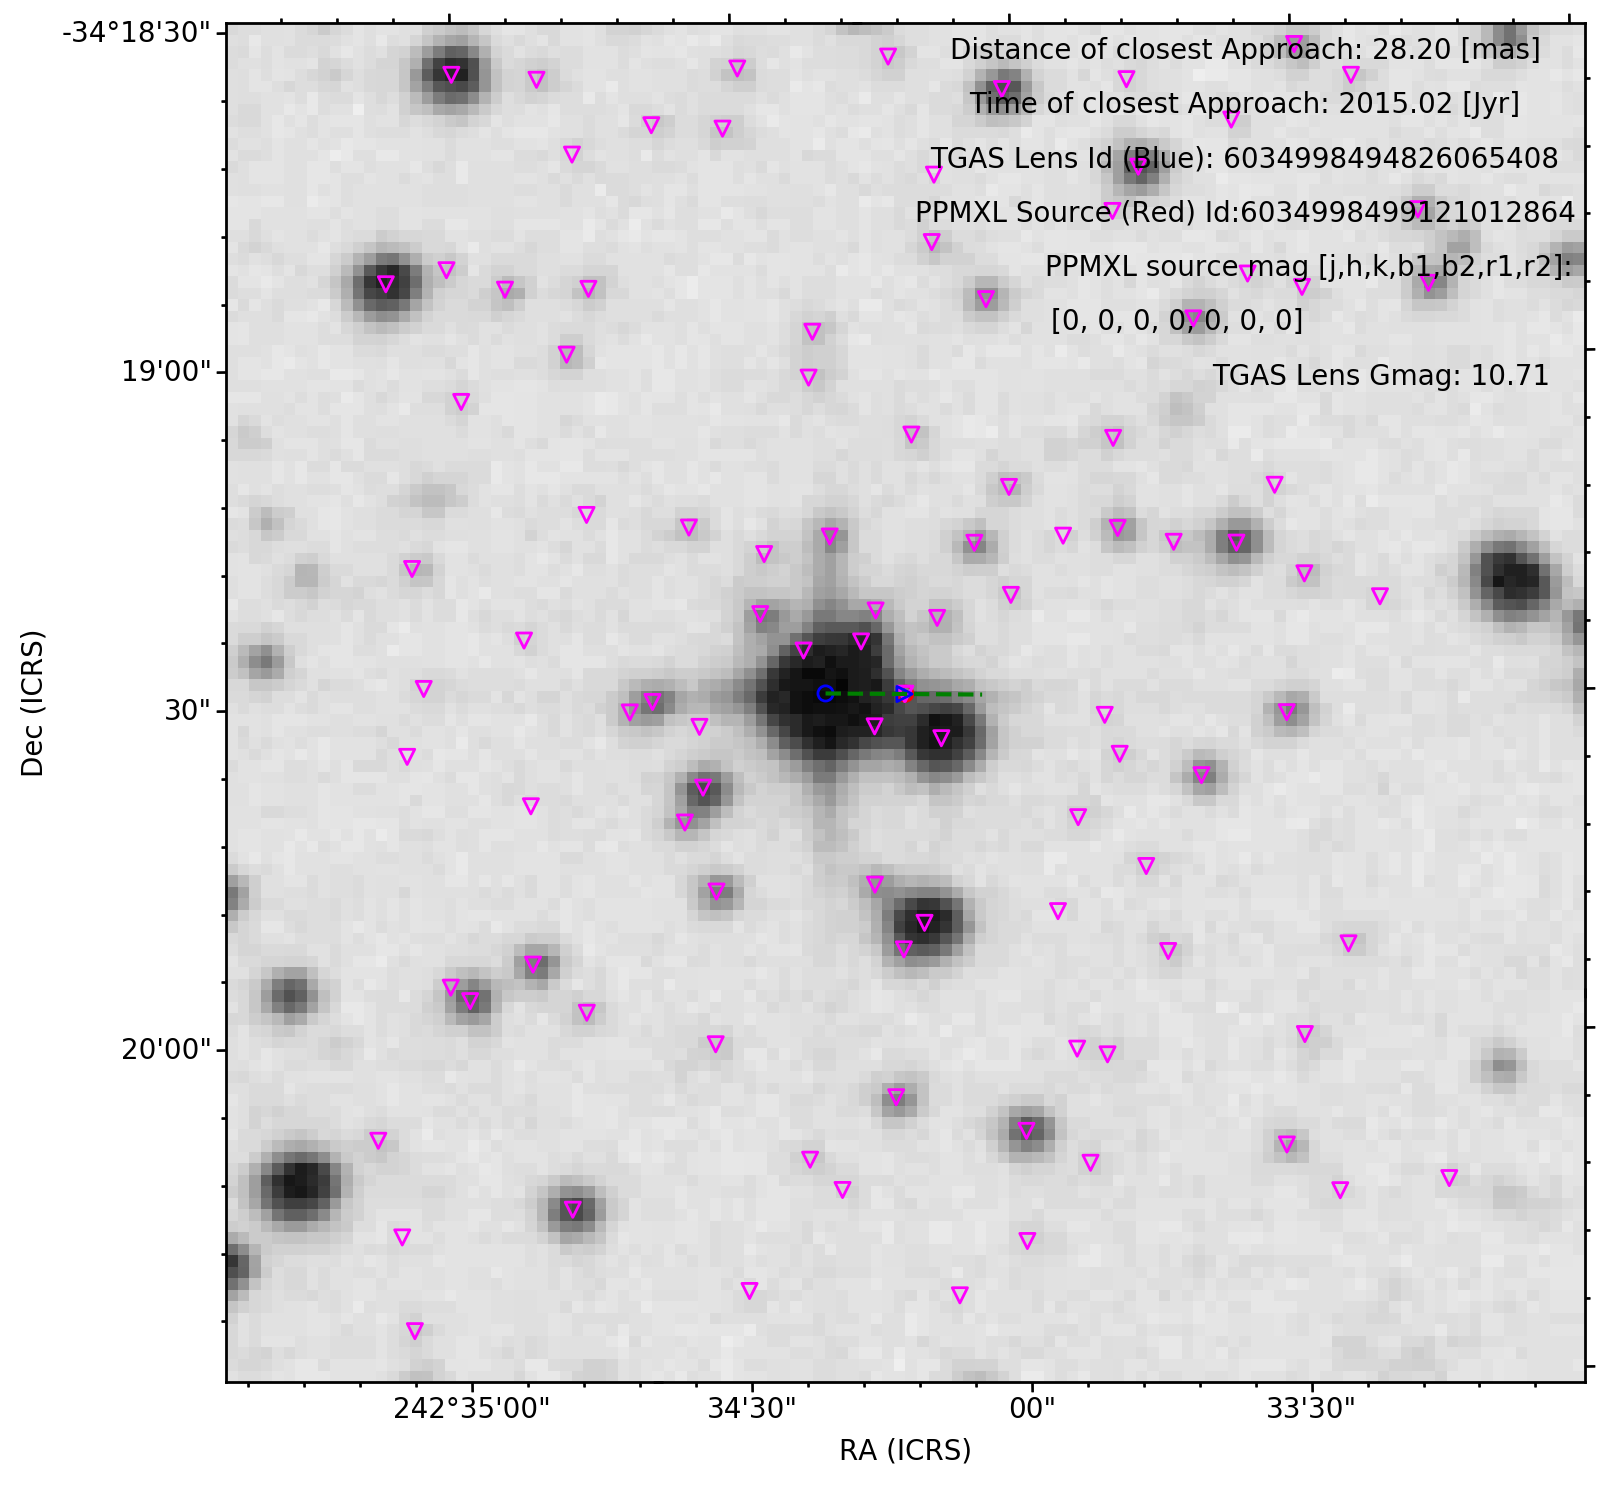 -34°18'30"
Distance of closest Approach: 28.20 [mas]
Time of closest Approach: 2015.02 [Jyr]
TGAS Lens Id (Blue): 6034998494826065408
PPMXL Source (Red) Id:6034998499121012864
PPMXL source mag [j,h,k,b1,b2,r1,r2]:
[0, 0, 0, 0, 0, 0, 0]
19'00"
TGAS Lens Gmag: 10.71
Dec (ICRS)
30"
20'00"
242°35'00" 34'30" 00" 33'30"
RA (ICRS)